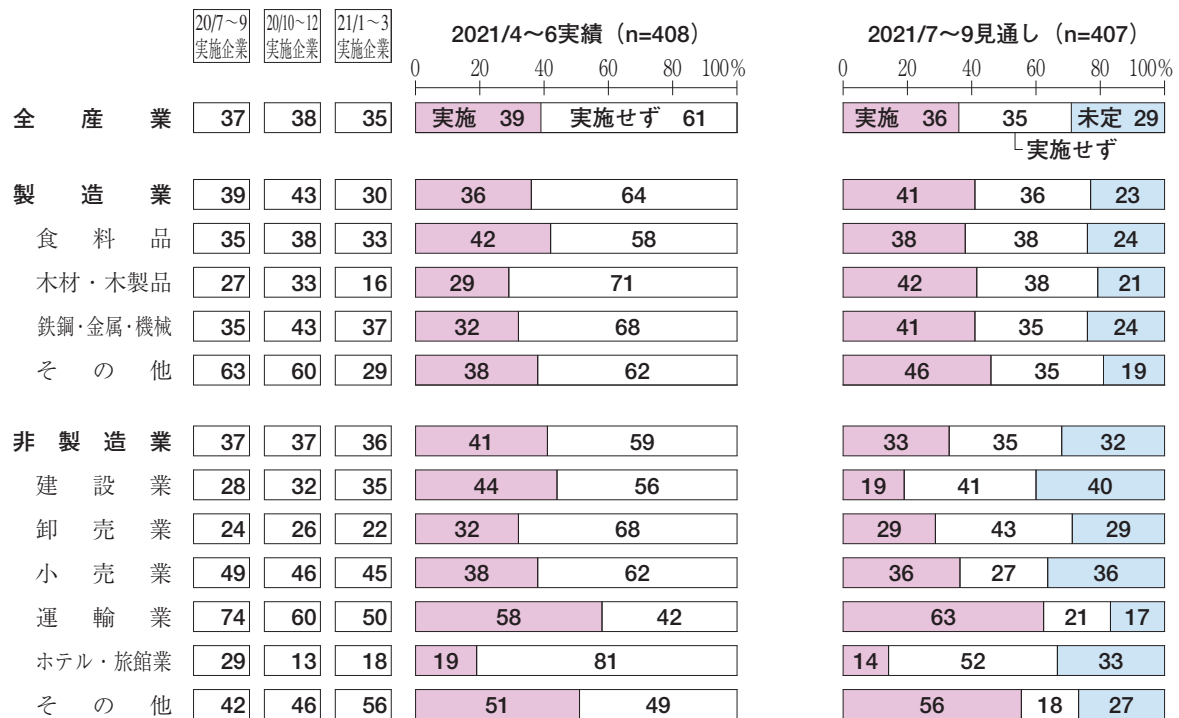 20/7～9 20/10～12 21/1～3
実施企業 実施企業 実施企業
2021/4～6実績（n=408） 2021/7～9見通し（n=407）
0 20 40 60 80 100% 0 20 40 60 80 100%
全産業 37 38 35 実施 39 実施せず 61 実施 36 35 未定 29
実施せず
製造業 39 43 30 36 64 41 36 23
食料品 35 38 33 42 58 38 38 24
木材・木製品 27 33 16 29 71 42 38 21
鉄鋼・金属・機械 35 43 37 32 68 41 35 24
その他 63 60 29 38 62 46 35 19
非製造業 37 37 36 41 59 33 35 32
建設業 28 32 35 44 56 19 41 40
卸売業 24 26 22 32 68 29 43 29
小売業 49 46 45 38 62 36 27 36
運輸業 74 60 50 58 42 63 21 17
ホテル・旅館業 29 13 18 19 81 14 52 33
その他 42 46 56 51 49 56 18 27